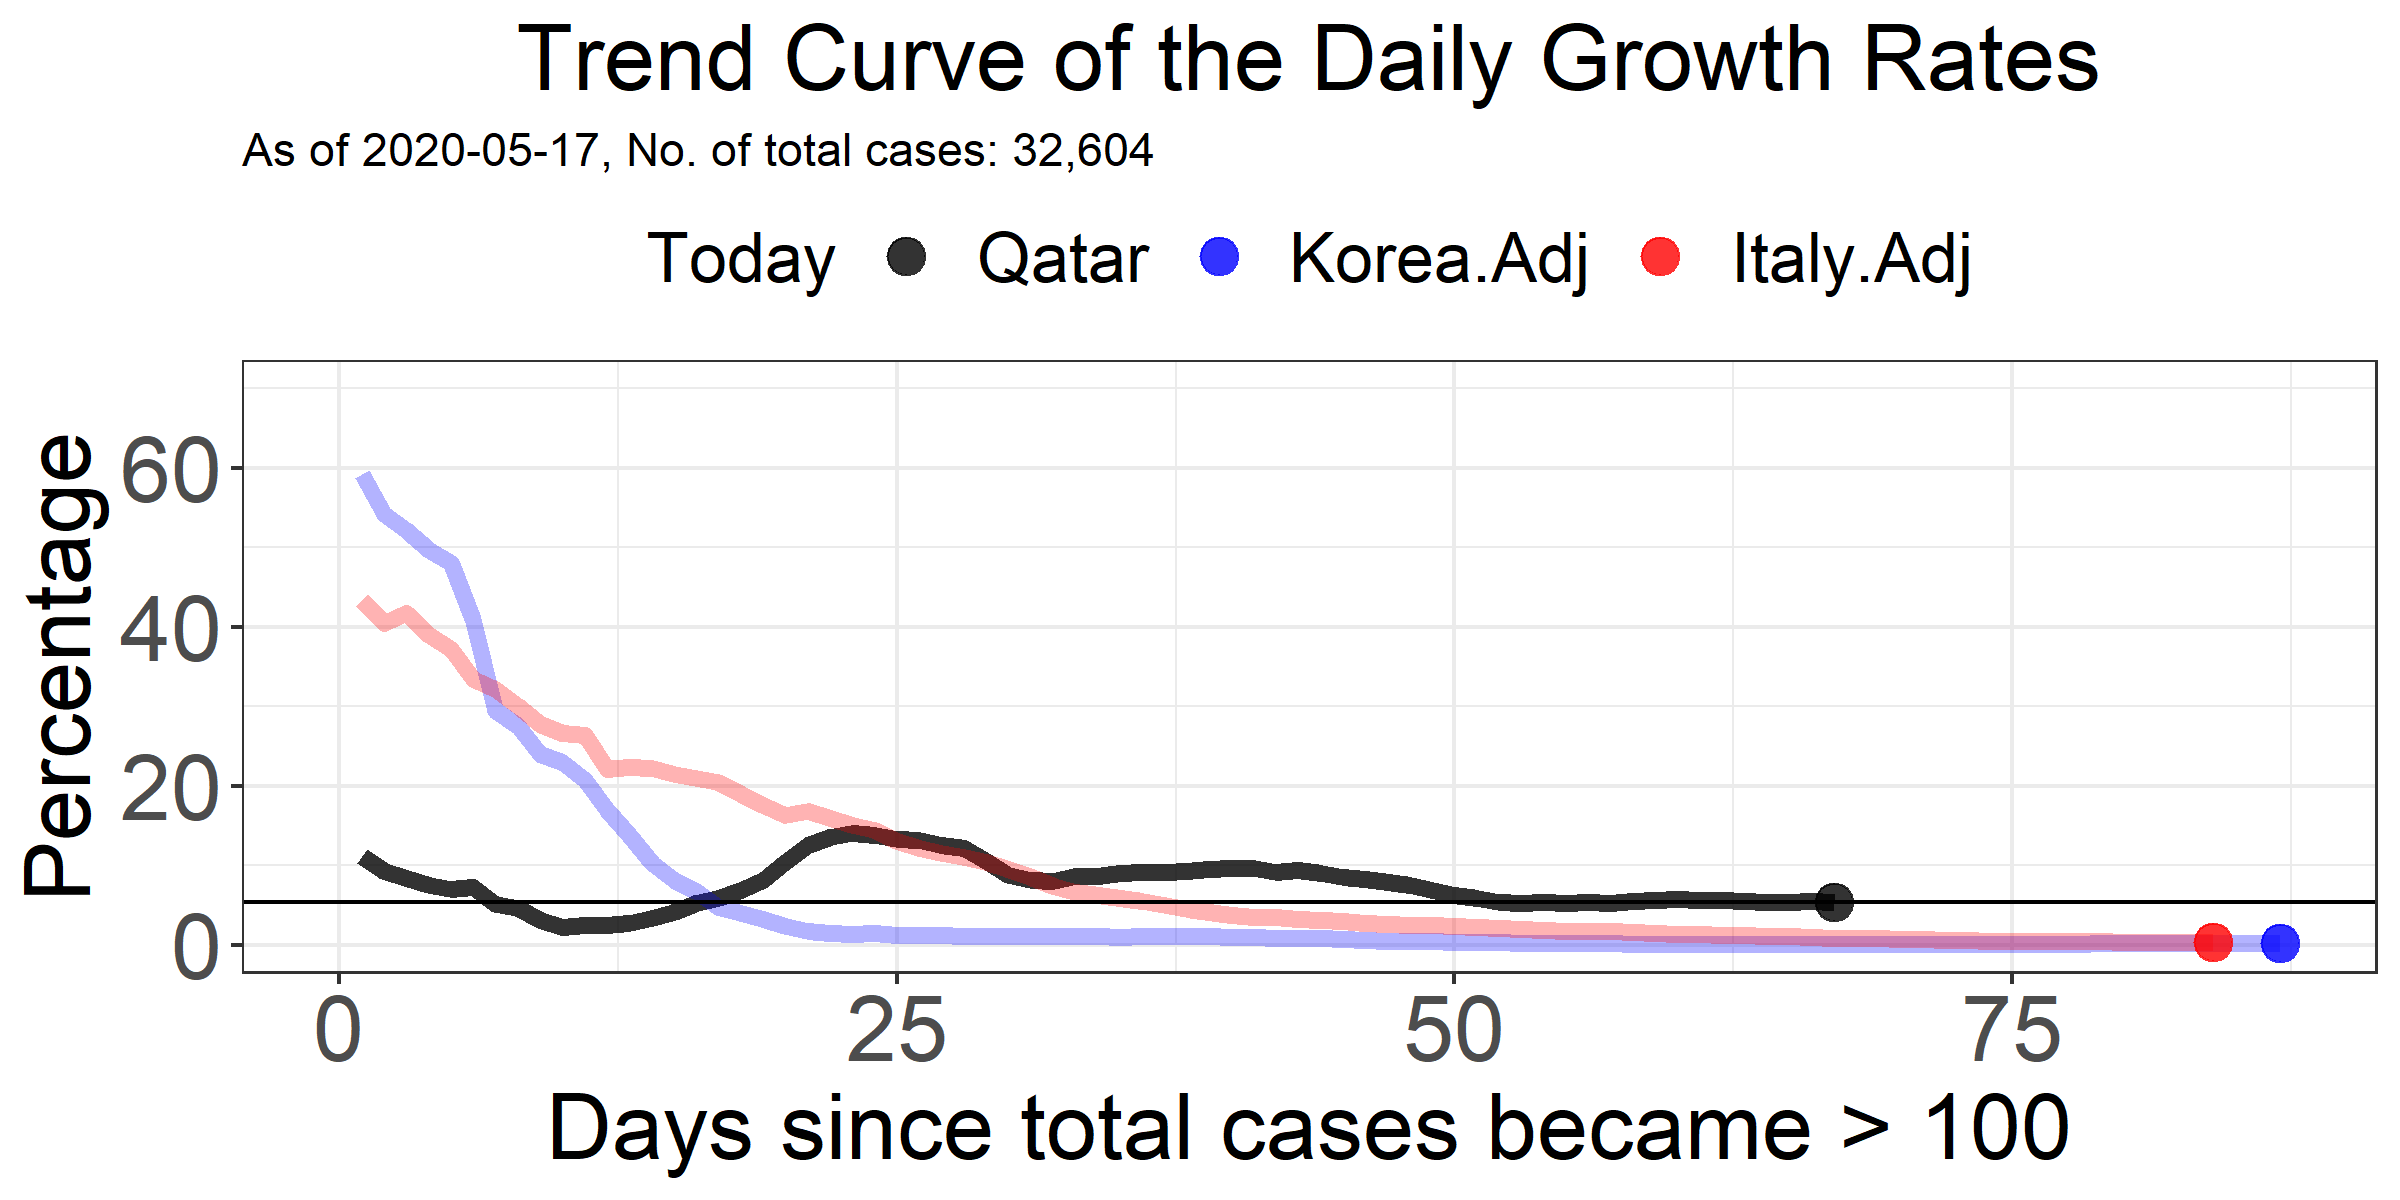 Trend Curve of the Daily Growth Rates
As of 2020-05-17, No. of total cases: 32,604
Today Qatar Korea.Adj Italy.Adj
Percentage
60
40
20
0
0 25 50 75
Days since total cases became > 100